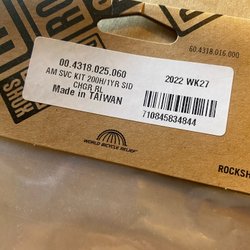 60.4318.016.000
00.4318.025.060
AM SVC KIT 200H/1YR SID
CHGR RL
Made in TAIWAN
2022 WK27
710845834844
WORLD BICYCLE RELIEF
ROCKSH